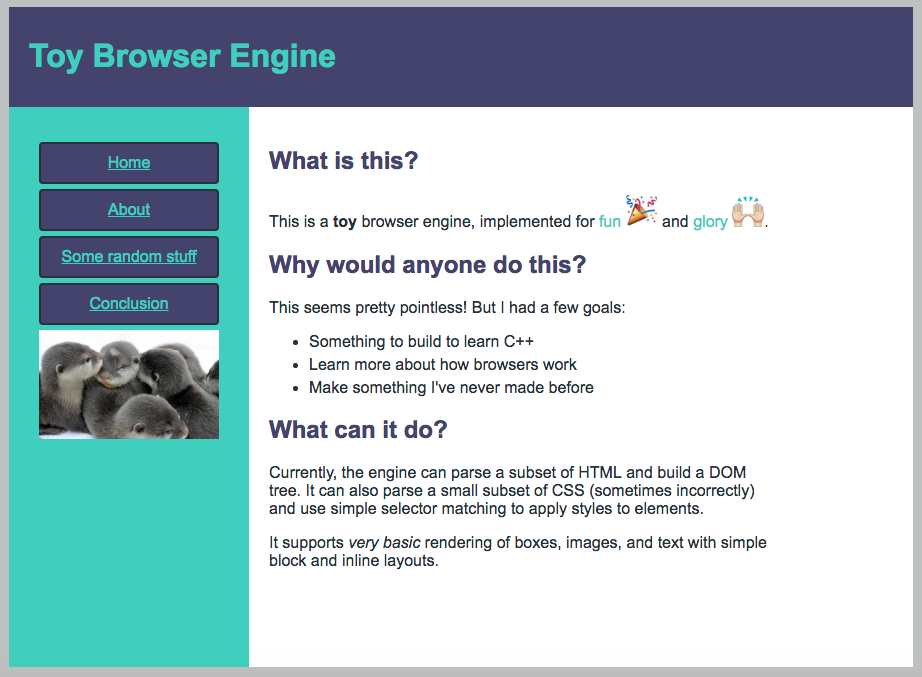 Toy Browser Engine
Home
About
Some random stuff
Conclusion
What is this?
This is a toy browser engine, implemented for fun 🎉 and glory 🙌🏼.
Why would anyone do this?
This seems pretty pointless! But I had a few goals:
• Something to build to learn C++
• Learn more about how browsers work
• Make something I've never made before
What can it do?
Currently, the engine can parse a subset of HTML and build a DOM
tree. It can also parse a small subset of CSS (sometimes incorrectly)
and use simple selector matching to apply styles to elements.
It supports very basic rendering of boxes, images, and text with simple
block and inline layouts.